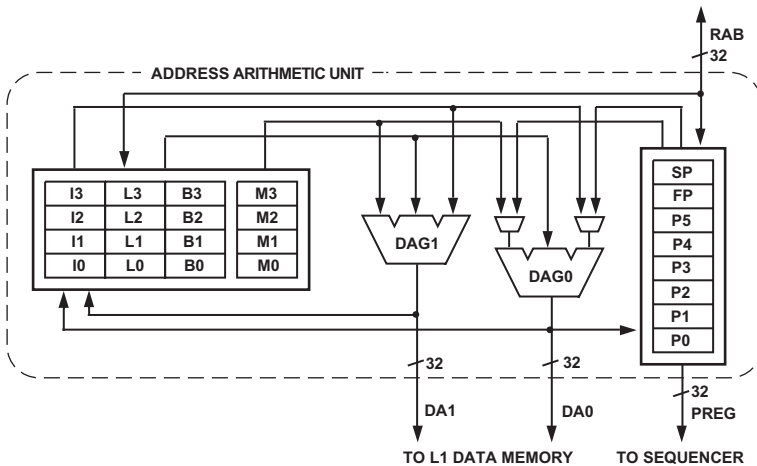 RAB
32
ADDRESS ARITHMETIC UNIT
I3 L3 B3 M3
I2 L2 B2 M2
I1 L1 B1 M1
I0 L0 B0 M0
DAG1
DAG0
SP
FP
P5
P4
P3
P2
P1
P0
32
32
32
DA1
DA0
PREG
TO L1 DATA MEMORY
TO SEQUENCER